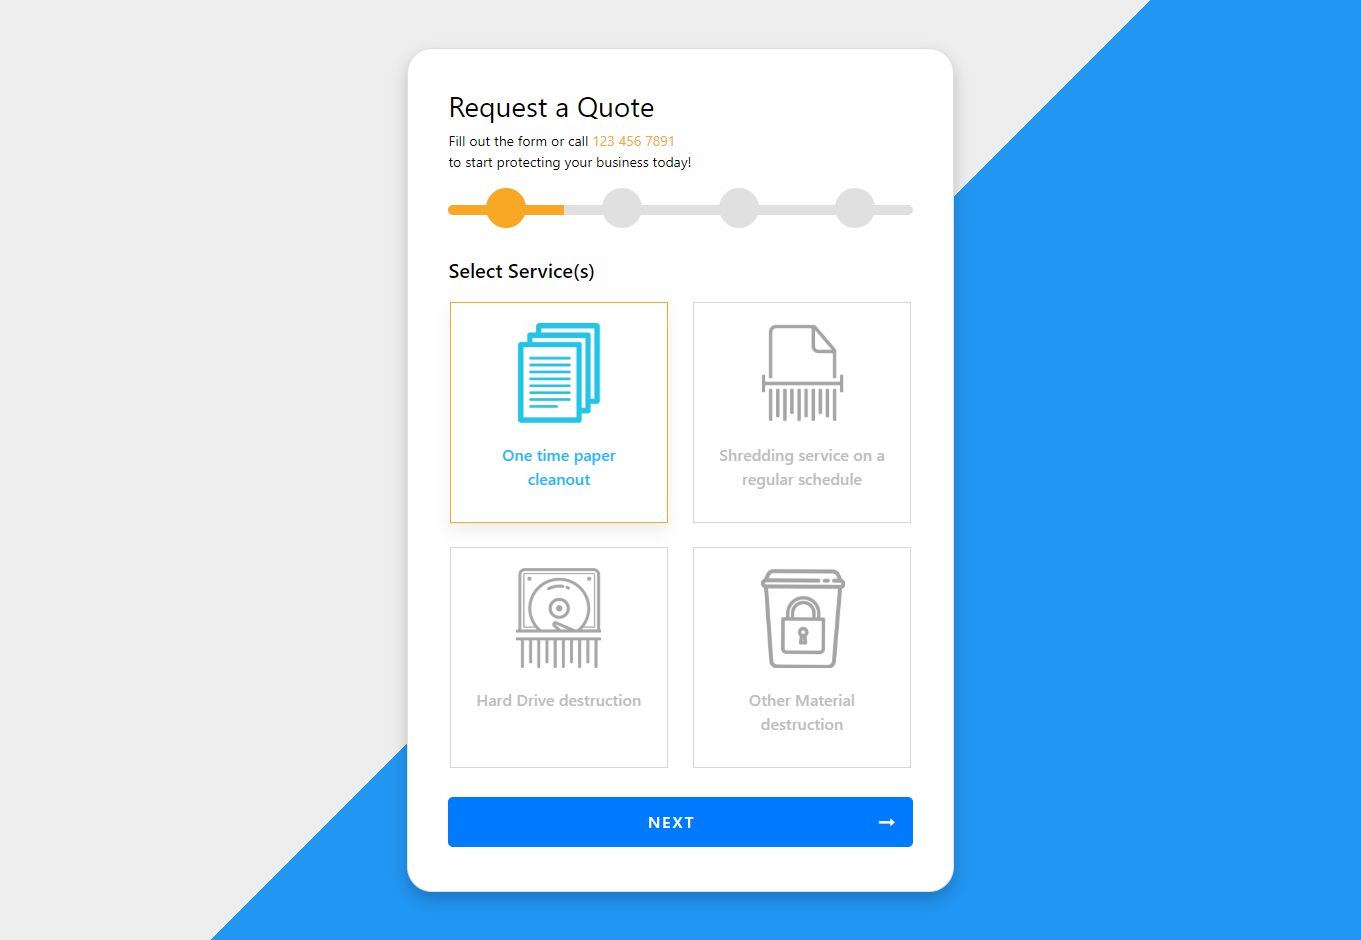 Request a Quote
Fill out the form or call 123 456 7891
to start protecting your business today!
Select Service(s)
One time paper
cleanout
Shredding service on a
regular schedule
Hard Drive destruction
Other Material
destruction
NEXT